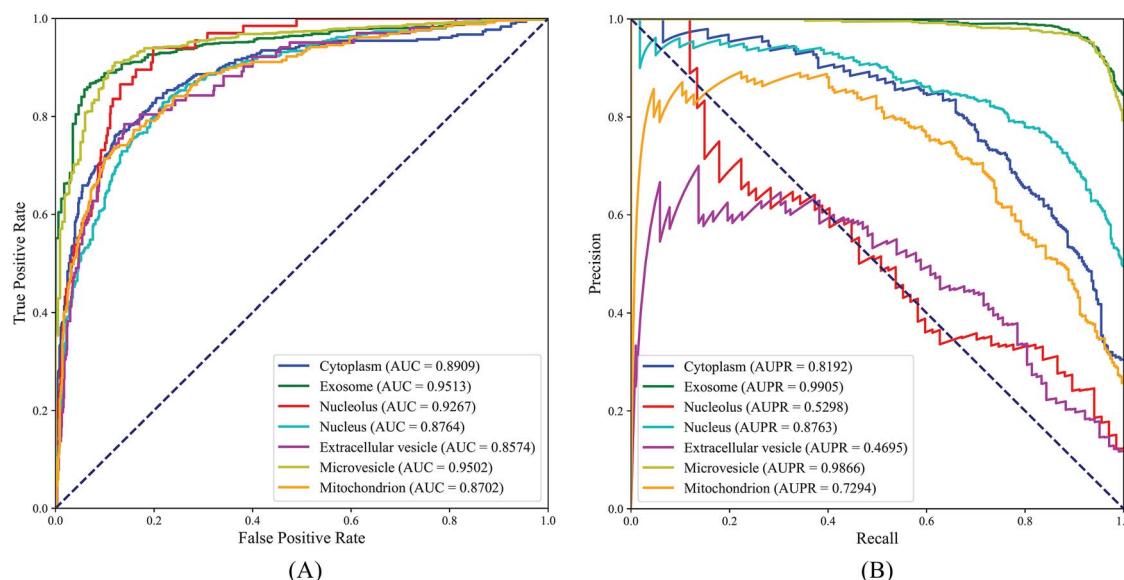 1.0
0.8
0.6
0.4
0.2
0.0
0.0
0.2
0.4
0.6
0.8
1.0
True Positive Rate
False Positive Rate
Cytoplasm (AUC = 0.8909)
Exosome (AUC = 0.9513)
Nucleolus (AUC = 0.9267)
Nucleus (AUC = 0.8764)
Extracellular vesicle (AUC = 0.8574)
Microvesicle (AUC = 0.9502)
Mitochondrion (AUC = 0.8702)
(A)
1.0
0.8
0.6
0.4
0.2
0.0
0.0
0.2
0.4
0.6
0.8
1.0
Precision
Recall
Cytoplasm (AUPR = 0.8192)
Exosome (AUPR = 0.9905)
Nucleolus (AUPR = 0.5298)
Nucleus (AUPR = 0.8763)
Extracellular vesicle (AUPR = 0.4695)
Microvesicle (AUPR = 0.9866)
Mitochondrion (AUPR = 0.7294)
(B)